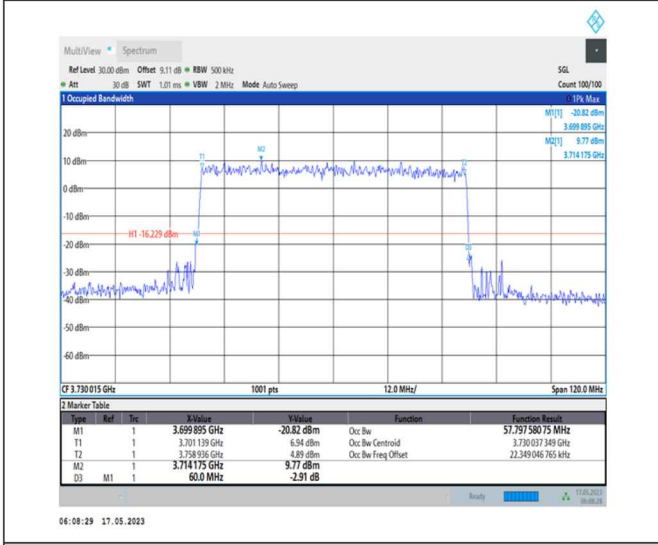 MultiView Spectrum
Ref Level 30.00 dBm Offset 9.11 dB RBW 500 kHz SGL
Att 30 dB SWT 1.01 ms VBW 2 MHz Mode Auto Sweep Count 100/100
1 Occupied Bandwidth 1Pk Max
M1[1] -20.82 dBm
3.699 895 GHz
M2[1] 9.77 dBm
3.714 175 GHz
20 dBm
M2
T1
10 dBm
0 dBm
-10 dBm
H1 -16.229 dBm
-20 dBm
-30 dBm
-40 dBm
-50 dBm
-60 dBm
CF 3.730 015 GHz 1001 pts 12.0 MHz/ Span 120.0 MHz
2 Marker Table
Type Ref Trc X-Value Y-Value Function Function Result
M1 1 3.699 895 GHz -20.82 dBm Occ Bw 57.797 580 75 MHz
T1 1 3.701 139 GHz 6.94 dBm Occ Bw Centroid 3.730 037 349 GHz
T2 1 3.758 936 GHz 4.89 dBm Occ Bw Freq Offset 22.349 046 765 kHz
M2 1 3.714 175 GHz 9.77 dBm
D3 M1 1 60.0 MHz -2.91 dB
Ready 17.05.2023
06:08:28
06:08:29 17.05.2023